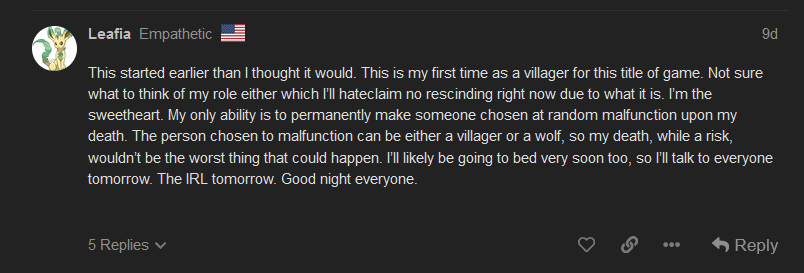 Leafia Empathetic 9d
This started earlier than I thought it would. This is my first time as a villager for this title of game. Not sure
what to think of my role either which I'll hateclaim no rescinding right now due to what it is. I'm the
sweetheart. My only ability is to permanently make someone chosen at random malfunction upon my
death. The person chosen to malfunction can be either a villager or a wolf, so my death, while a risk,
wouldn't be the worst thing that could happen. I'll likely be going to bed very soon too, so I'll talk to everyone
tomorrow. The IRL tomorrow. Good night everyone.
5 Replies Reply